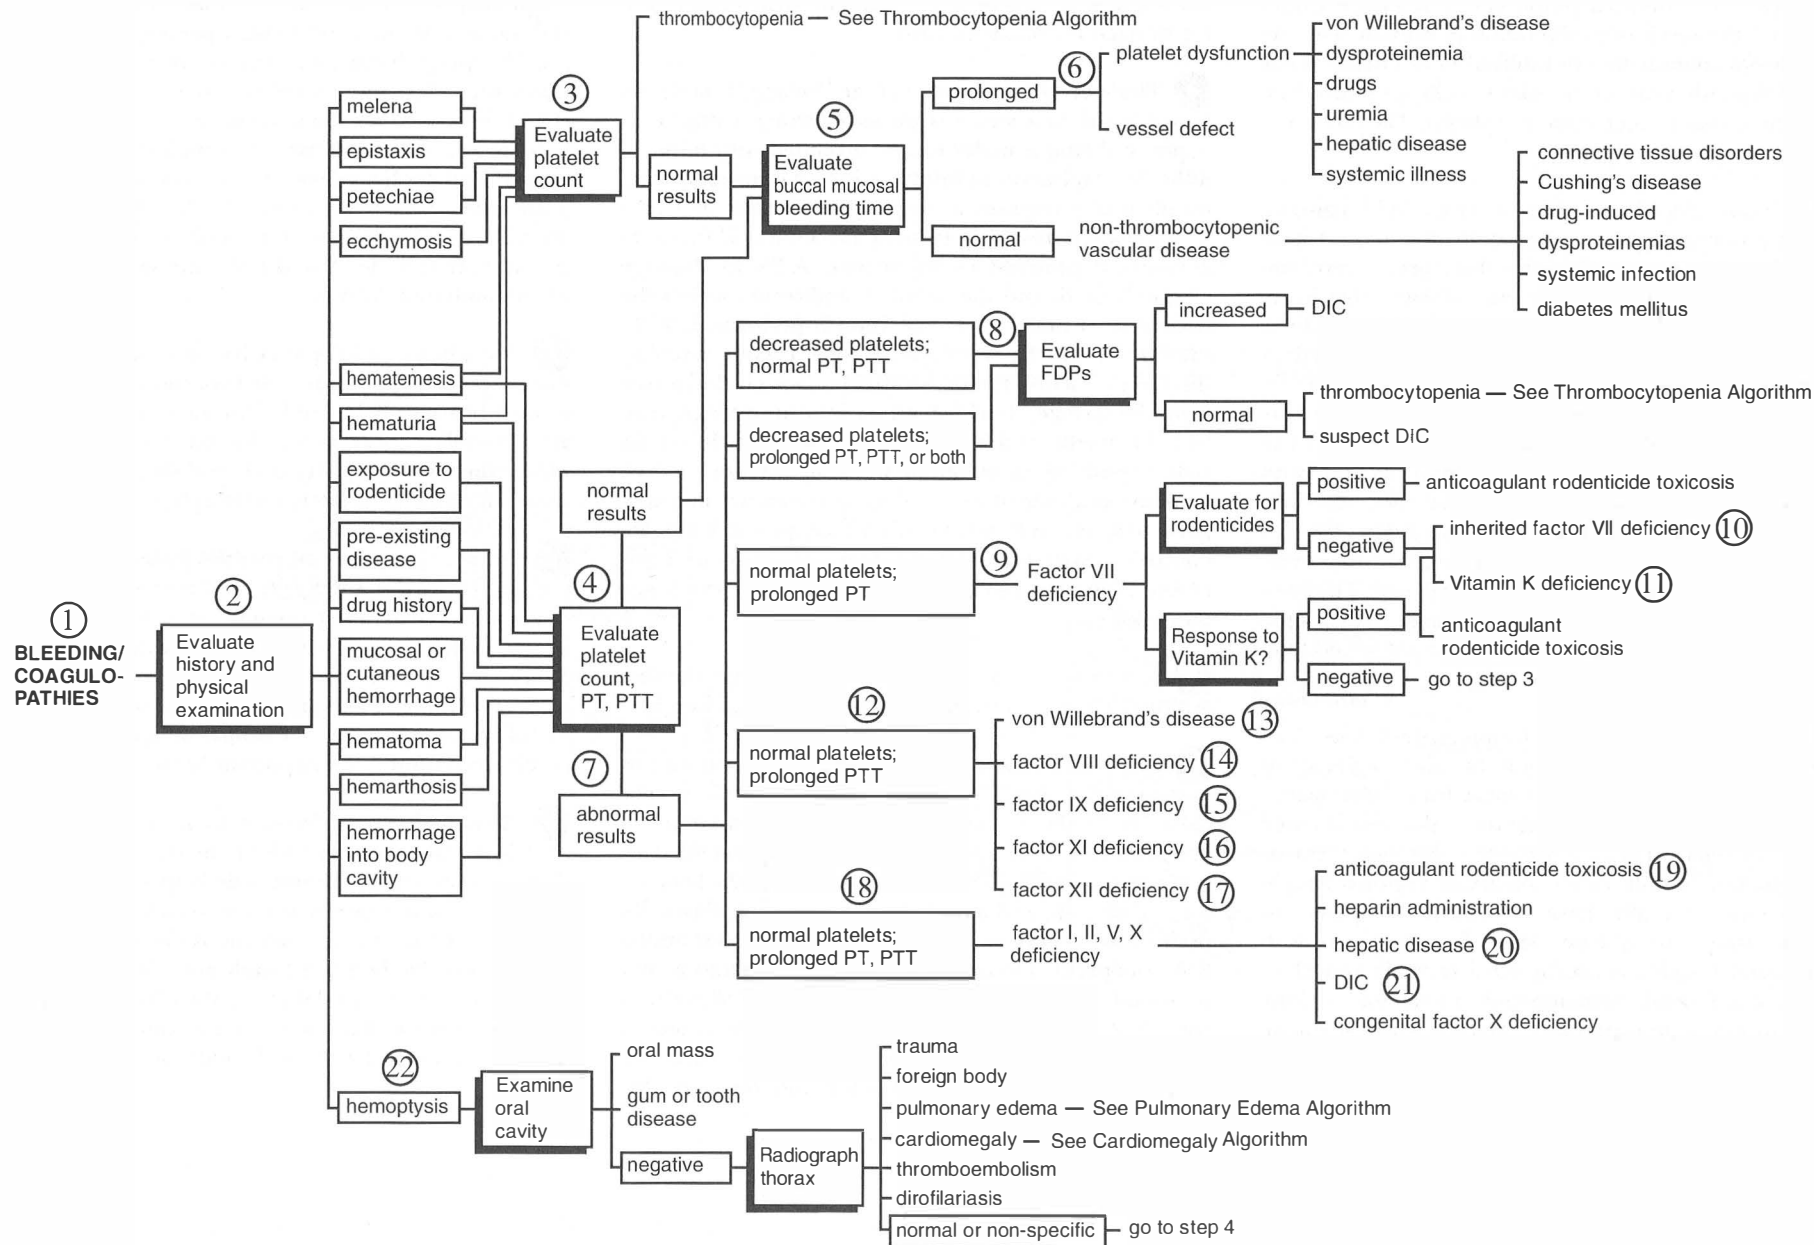 1
BLEEDING/
COAGULO-
PATHIES
2
Evaluate
history and
physical
examination
melena
epistaxis
petechiae
ecchymosis
hematemesis
hematuria
exposure to
rodenticide
pre-existing
disease
drug history
mucosal or
cutaneous
hemorrhage
hematoma
hemarthosis
hemorrhage
into body
cavity
3
Evaluate
platelet
count
thrombocytopenia — See Thrombocytopenia Algorithm
normal
results
5
Evaluate
buccal mucosal
bleeding time
prolonged
6
platelet dysfunction
von Willebrand's disease
dysproteinemia
drugs
uremia
hepatic disease
systemic illness
vessel defect
normal
non-thrombocytopenic
vascular disease
connective tissue disorders
Cushing's disease
drug-induced
dysproteinemias
systemic infection
diabetes mellitus
4
Evaluate
platelet
count,
PT, PTT
normal
results
7
abnormal
results
decreased platelets;
normal PT, PTT
decreased platelets;
prolonged PT, PTT, or both
8
Evaluate
FDPs
increased
DIC
normal
thrombocytopenia — See Thrombocytopenia Algorithm
suspect DIC
normal platelets;
prolonged PT
9
Factor VII
deficiency
Evaluate for
rodenticides
positive
anticoagulant rodenticide toxicosis
negative
inherited factor VII deficiency 10
Vitamin K deficiency 11
Response to
Vitamin K?
positive
anticoagulant
rodenticide toxicosis
negative
go to step 3
12
normal platelets;
prolonged PTT
von Willebrand's disease 13
factor VIII deficiency 14
factor IX deficiency 15
factor XI deficiency 16
factor XII deficiency 17
18
normal platelets;
prolonged PT, PTT
factor I, II, V, X
deficiency
anticoagulant rodenticide toxicosis 19
heparin administration
hepatic disease 20
DIC 21
congenital factor X deficiency
22
hemoptysis
Examine
oral
cavity
oral mass
gum or tooth
disease
negative
Radiograph
thorax
trauma
foreign body
pulmonary edema — See Pulmonary Edema Algorithm
cardiomegaly — See Cardiomegaly Algorithm
thromboembolism
dirofilariasis
normal or non-specific
go to step 4